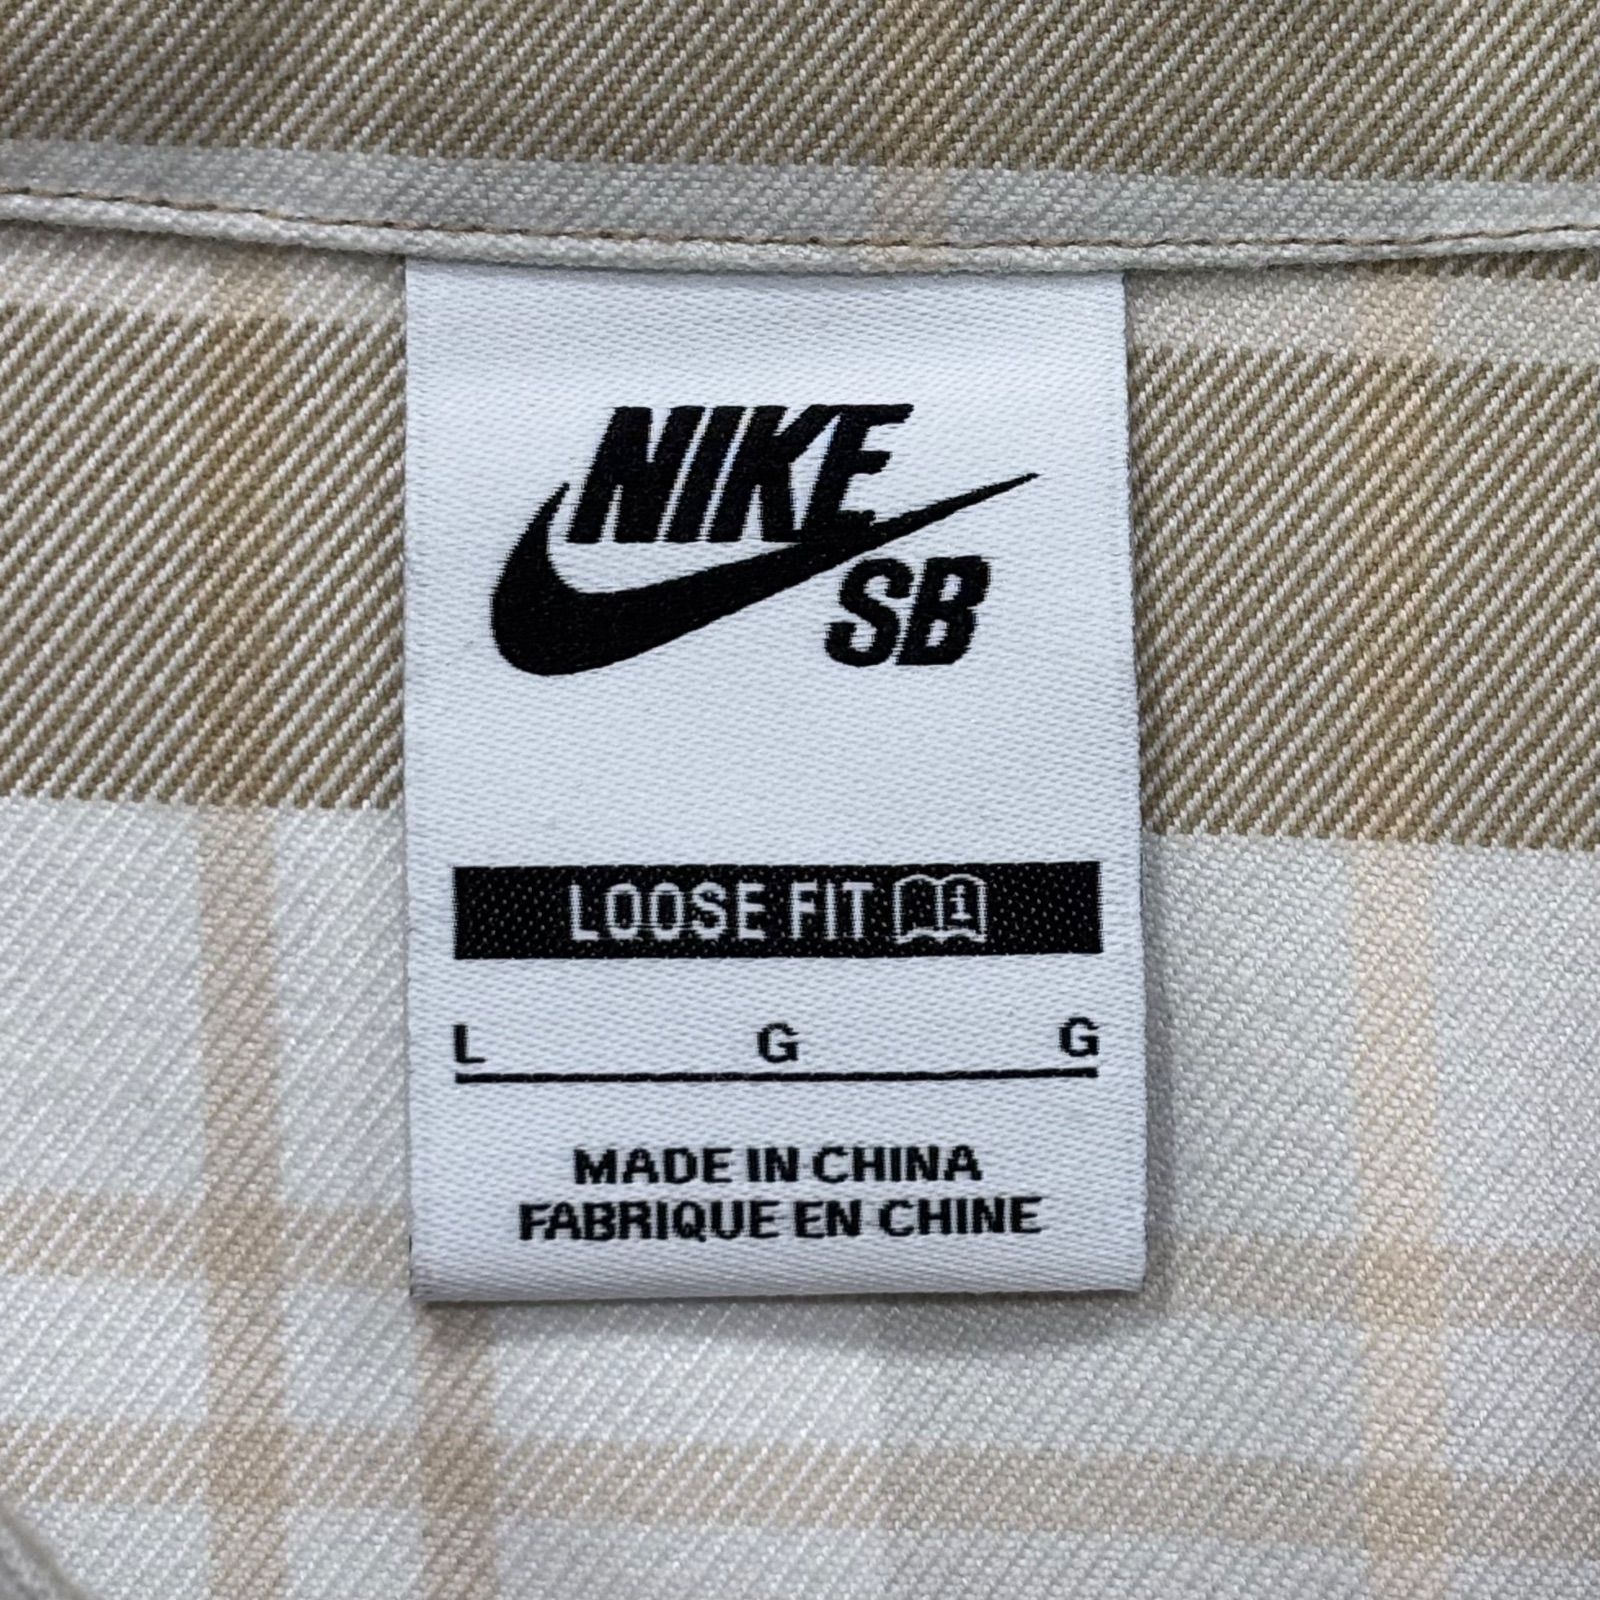 NIKE
SB
LOOSE FIT i
L G G
MADE IN CHINA
FABRIQUE EN CHINE